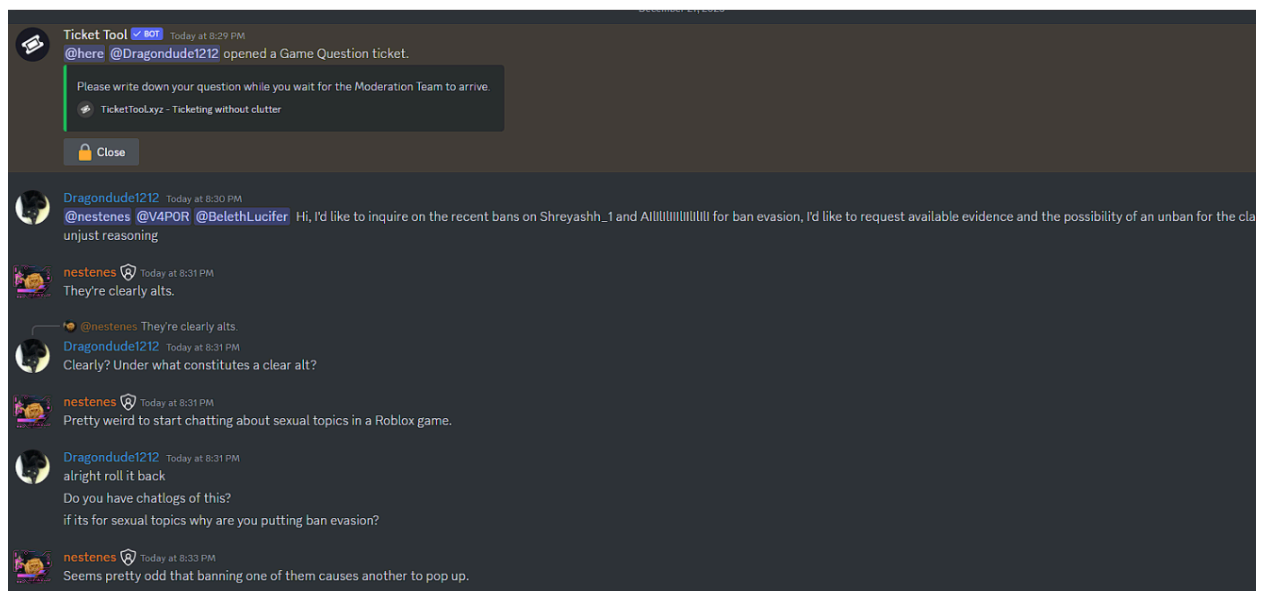 December 27, 2023
Ticket Tool BOT Today at 8:29 PM
@here @Dragondude1212 opened a Game Question ticket.
Please write down your question while you wait for the Moderation Team to arrive.
TicketTool.xyz - Ticketing without clutter
Close
Dragondude1212 Today at 8:30 PM
@nestenes @V4P0R @BelethLucifer Hi, I'd like to inquire on the recent bans on Shreyashh_1 and for ban evasion, I'd like to request available evidence and the possibility of an unban for the cla
unjust reasoning
nestenes Today at 8:31 PM
They're clearly alts.
@nestenes They're clearly alts.
Dragondude1212 Today at 8:31 PM
Clearly? Under what constitutes a clear alt?
nestenes Today at 8:31 PM
Pretty weird to start chatting about sexual topics in a Roblox game.
Dragondude1212 Today at 8:31 PM
alright roll it back
Do you have chatlogs of this?
if its for sexual topics why are you putting ban evasion?
nestenes Today at 8:33 PM
Seems pretty odd that banning one of them causes another to pop up.